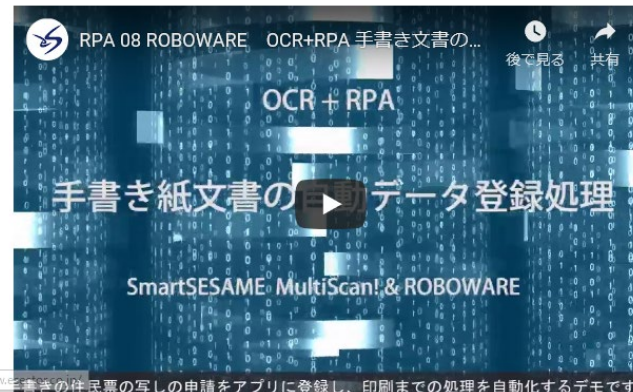 RPA 08 ROBOWARE　OCR+RPA 手書き文書の...
後で見る 共有
OCR + RPA
手書き紙文書の自動データ登録処理
SmartSESAME MultiScan! & ROBOWARE
手書きの住民票の写しの申請をアプリに登録し、印刷までの処理を自動化するデモです